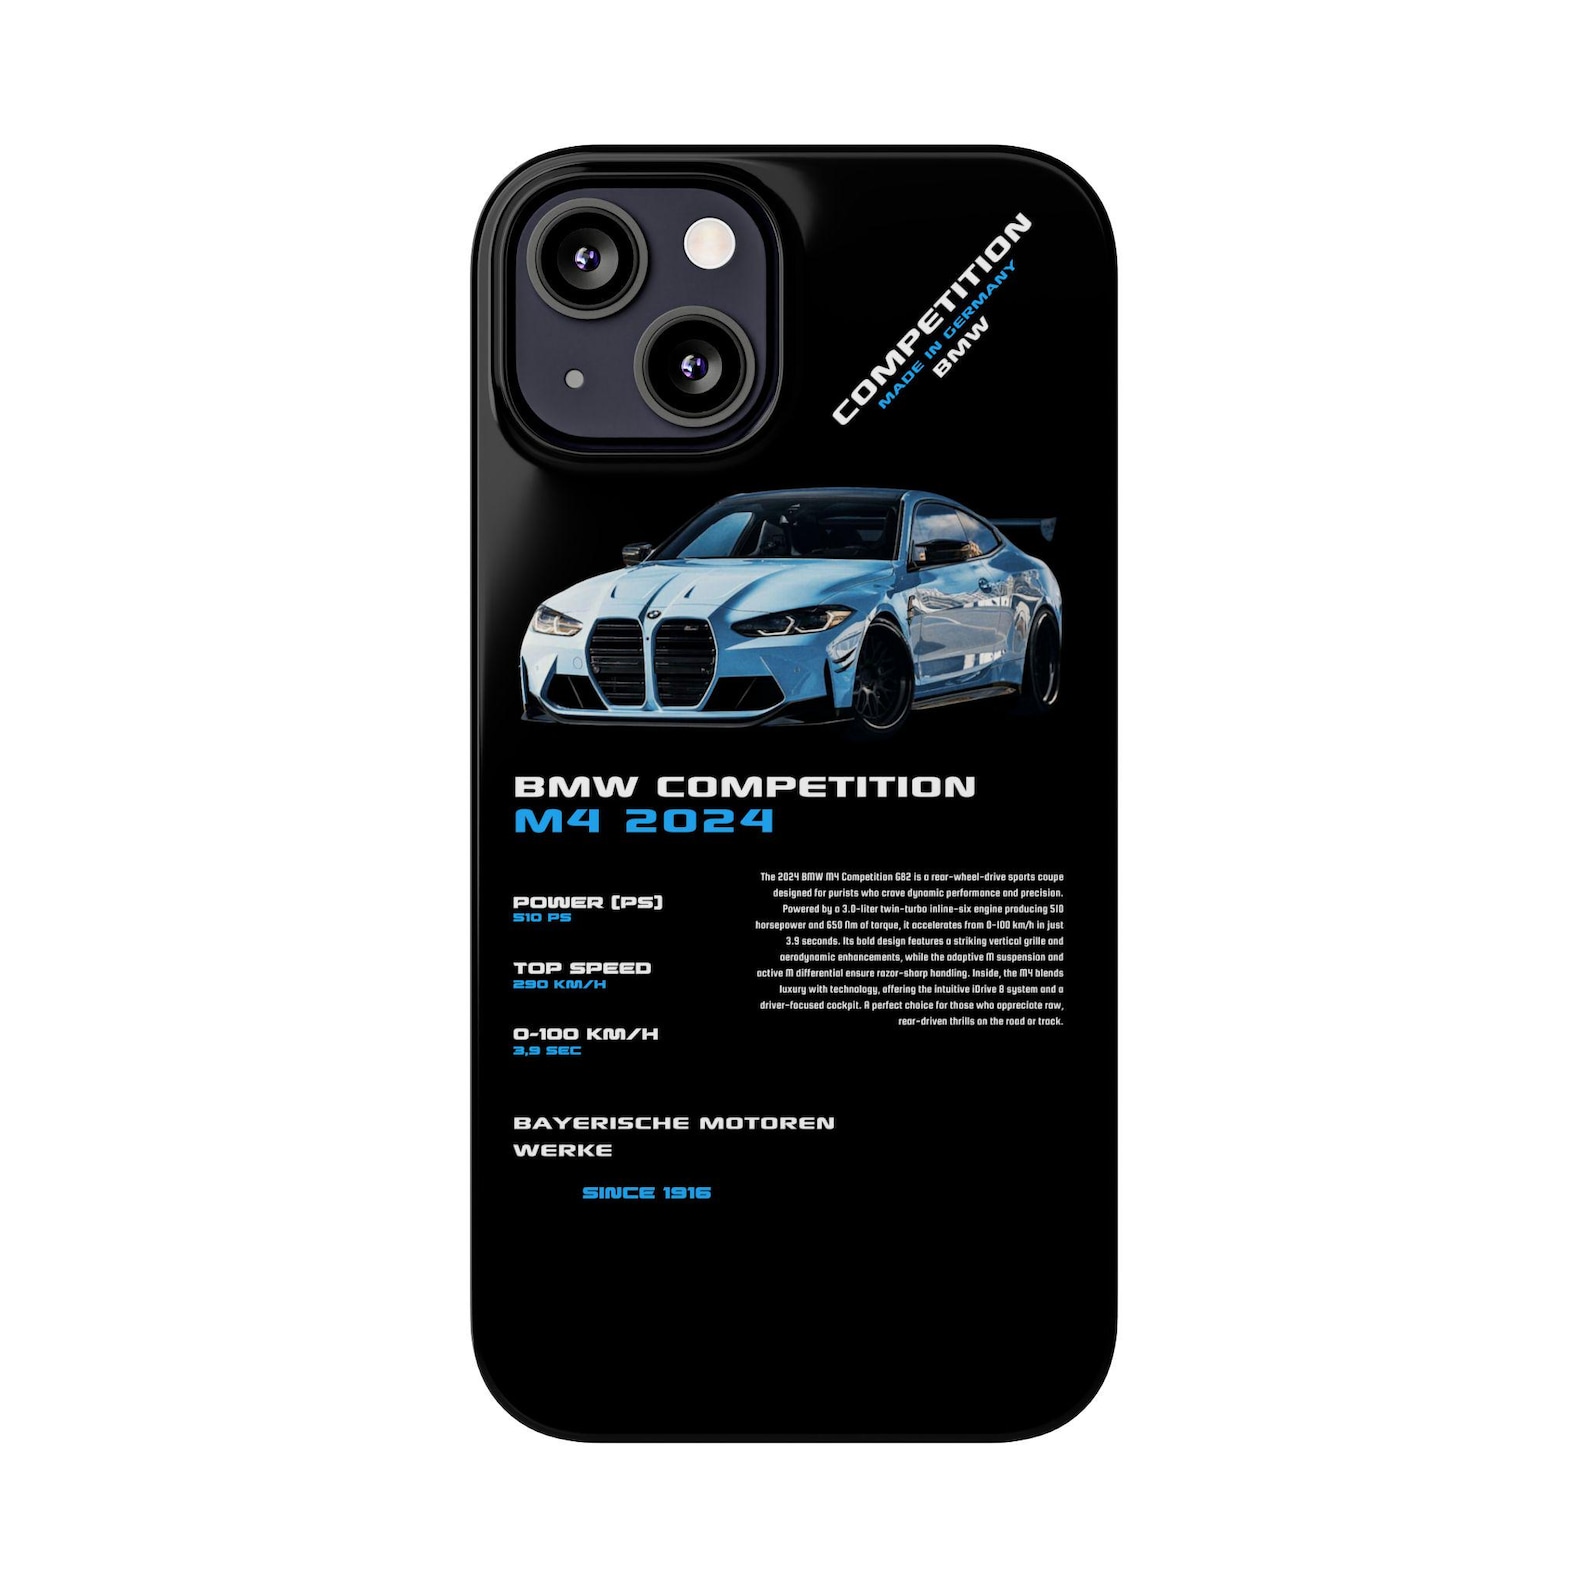 COMPETITION
MADE IN GERMANY
BMW
BMW COMPETITION
M4 2024
POWER (PS)
510 PS
TOP SPEED
290 KM/H
0-100 KM/H
3,9 SEC
The 2024 BMW M4 Competition G82 is a rear-wheel-drive sports coupe
designed for purists who crave dynamic performance and precision.
Powered by a 3.0-liter twin-turbo inline-six engine producing 510
horsepower and 650 Nm of torque, it accelerates from 0-100 km/h in just
3.9 seconds. Its bold design features a striking vertical grille and
aerodynamic enhancements, while the adaptive M suspension and
active M differential ensure razor-sharp handling. Inside, the M4 blends
luxury with technology, offering the intuitive iDrive 8 system and a
driver-focused cockpit. A perfect choice for those who appreciate raw,
rear-driven thrills on the road or track.
BAYERISCHE MOTOREN
WERKE
SINCE 1916